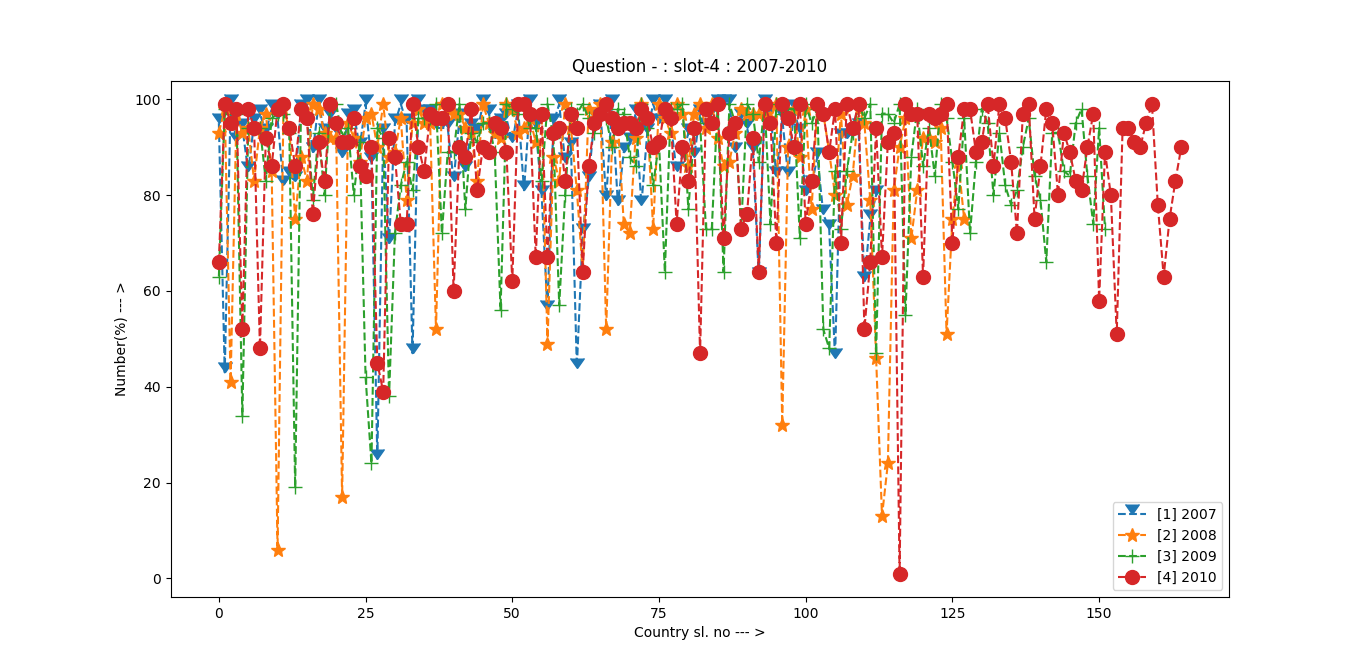 Question - : slot-4 : 2007-2010
Number(%) --- >
100
80
60
40
20
0
0 25 50 75 100 125 150
Country sl. no --- >
[1] 2007
[2] 2008
[3] 2009
[4] 2010